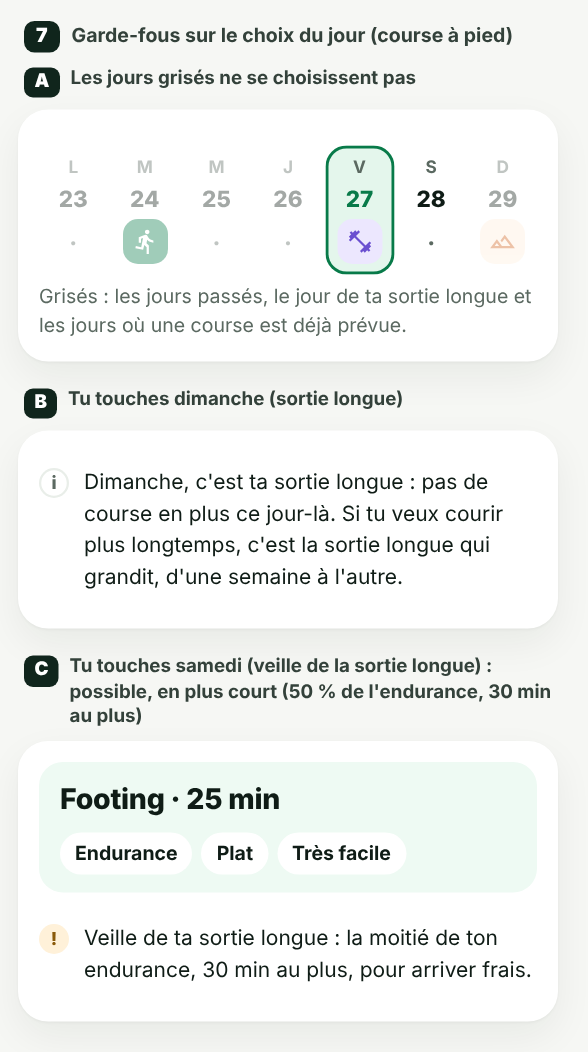 7 Garde-fous sur le choix du jour (course à pied)
A Les jours grisés ne se choisissent pas
L M M J V S D
23 24 25 26 27 28 29
Grisés : les jours passés, le jour de ta sortie longue et
les jours où une course est déjà prévue.
B Tu touches dimanche (sortie longue)
i Dimanche, c'est ta sortie longue : pas de
course en plus ce jour-là. Si tu veux courir
plus longtemps, c'est la sortie longue qui
grandit, d'une semaine à l'autre.
C Tu touches samedi (veille de la sortie longue) :
possible, en plus court (50 % de l'endurance, 30 min
au plus)
Footing · 25 min
Endurance Plat Très facile
! Veille de ta sortie longue : la moitié de ton
endurance, 30 min au plus, pour arriver frais.